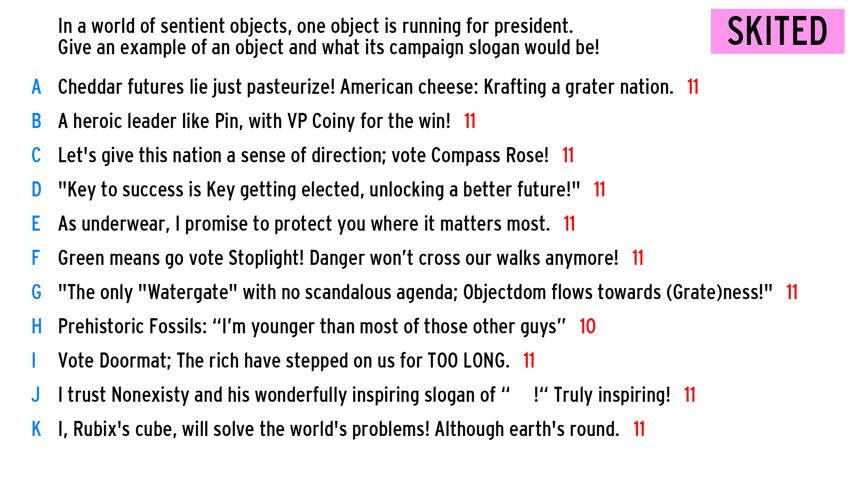 In a world of sentient objects, one object is running for president.
Give an example of an object and what its campaign slogan would be!
SKITED
A Cheddar futures lie just pasteurize! American cheese: Krafting a grater nation. 11
B A heroic leader like Pin, with VP Coiny for the win! 11
C Let's give this nation a sense of direction; vote Compass Rose! 11
D "Key to success is Key getting elected, unlocking a better future!" 11
E As underwear, I promise to protect you where it matters most. 11
F Green means go vote Stoplight! Danger won’t cross our walks anymore! 11
G "The only "Watergate" with no scandalous agenda; Objectdom flows towards (Grate)ness!" 11
H Prehistoric Fossils: “I’m younger than most of those other guys” 10
I Vote Doormat; The rich have stepped on us for TOO LONG. 11
J I trust Nonexisty and his wonderfully inspiring slogan of “ !“ Truly inspiring! 11
K I, Rubix's cube, will solve the world's problems! Although earth's round. 11